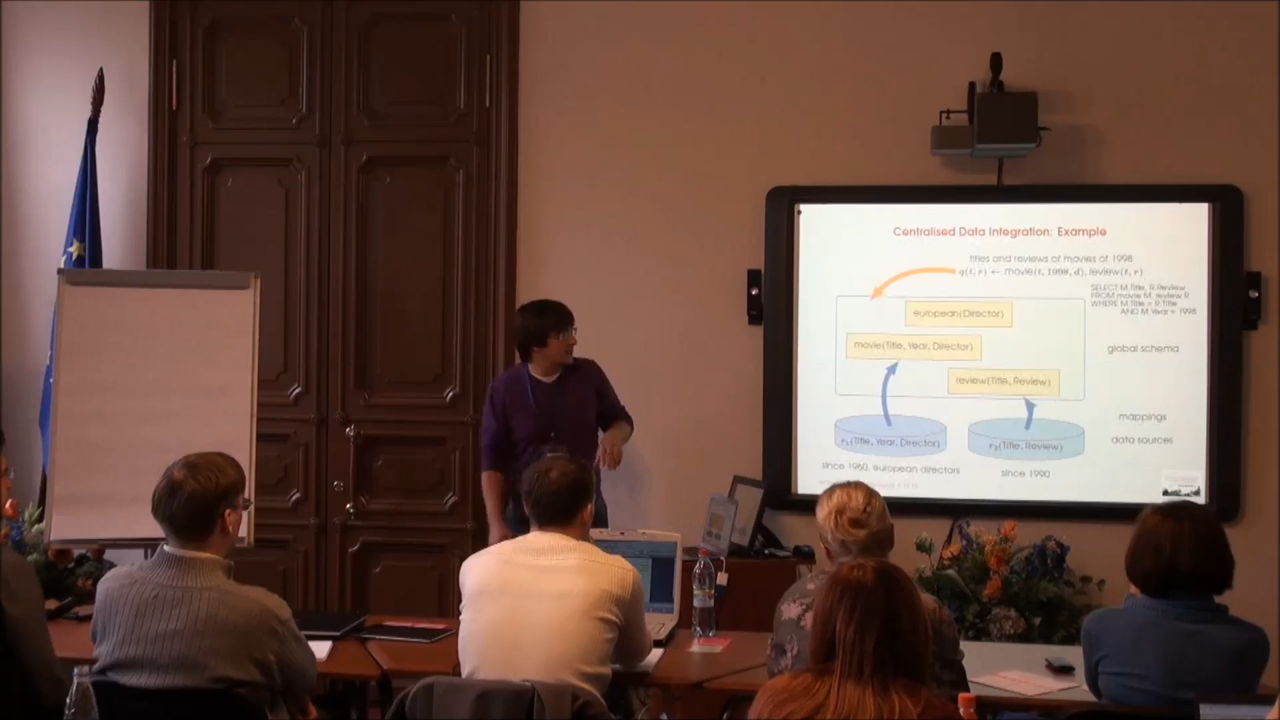 Centralised Data Integration: Example
titles and reviews of movies of 1998
q(t, r) ← movie(t, 1998, d), review(t, r)
SELECT M.Title, R.Review
FROM movie M, review R
WHERE M.Title = R.Title
AND M.Year = 1998
european(Director)
movie(Title, Year, Director)
global schema
review(Title, Review)
mappings
r₁(Title, Year, Director)
r₂(Title, Review)
data sources
since 1960, european directors
since 1990